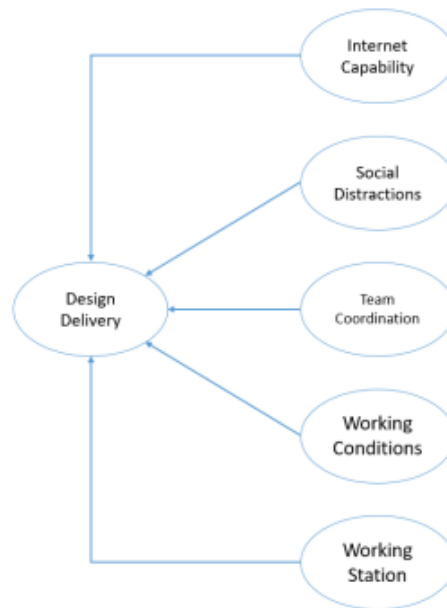 Internet
Capability
Social
Distractions
Design
Delivery
Team
Coordination
Working
Conditions
Working
Station